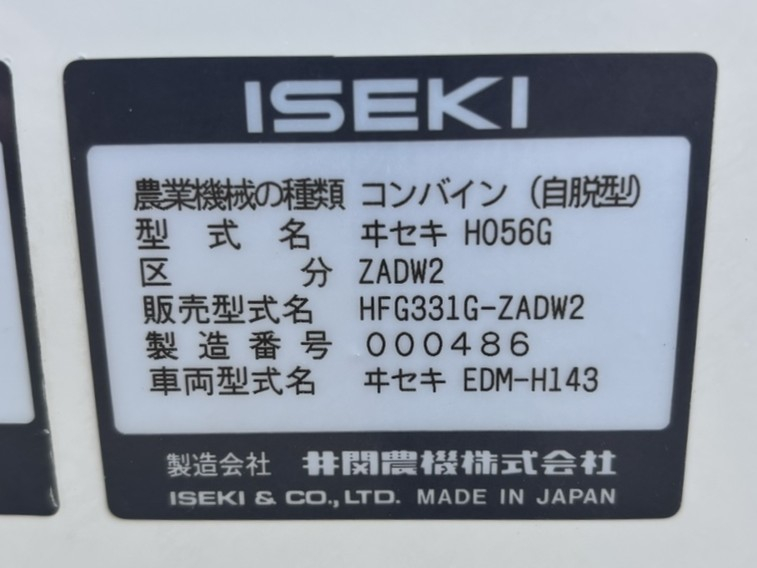 ISEKI
農業機械の種類 コンバイン (自脱型)
型式名 ヰセキ HO56G
区分 ZADW2
販売型式名 HFG331G-ZADW2
製造番号 000486
車両型式名 ヰセキ EDM-H143
製造会社 井関農機株式会社
ISEKI & CO.,LTD. MADE IN JAPAN